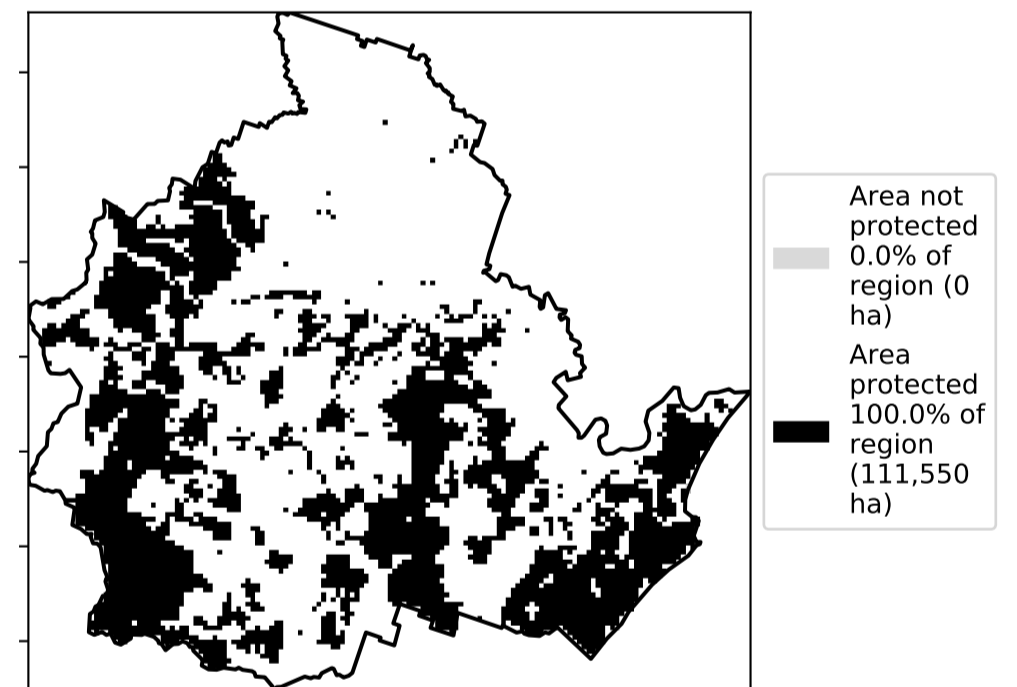 Area not
protected
0.0% of
region (0
ha)
Area
protected
100.0% of
region
(111,550
ha)